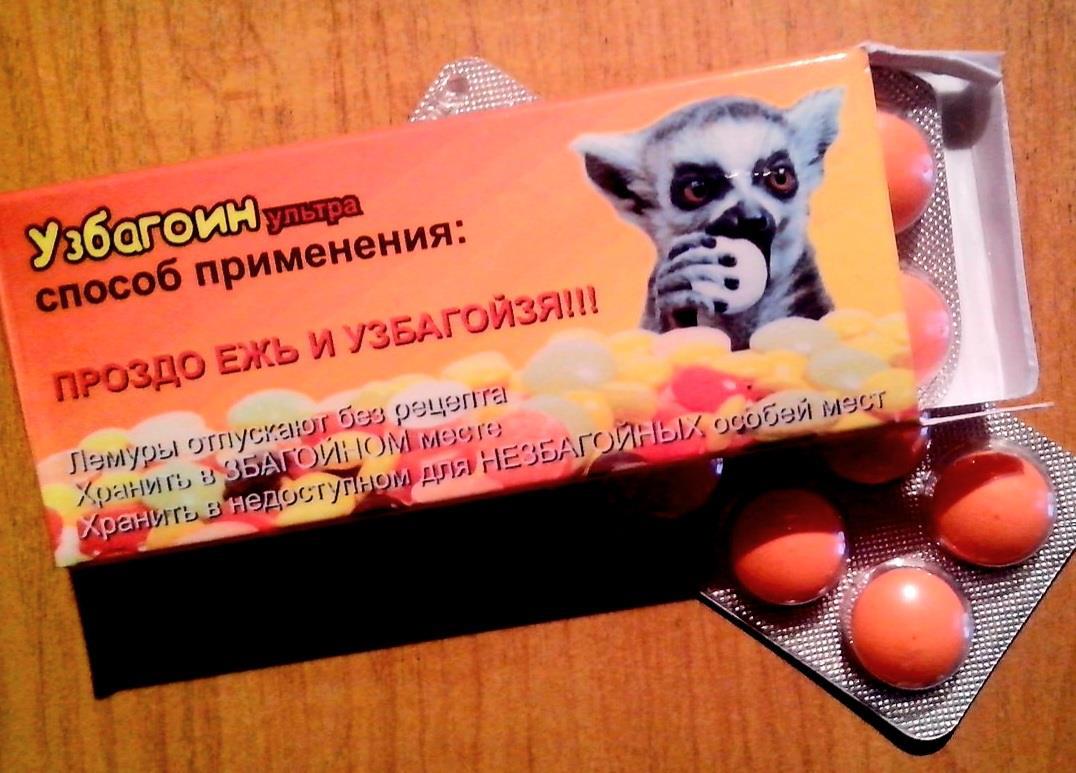 Узбагоин ультра
способ применения:
ПРОЗДО ЕЖЬ И УЗБАГОЙЗЯ!!!
Лемуры отпускают без рецепта
Хранить в ЗБАГОЙНОМ месте
Хранить в недоступном для НЕЗБАГОЙНЫХ особей мест